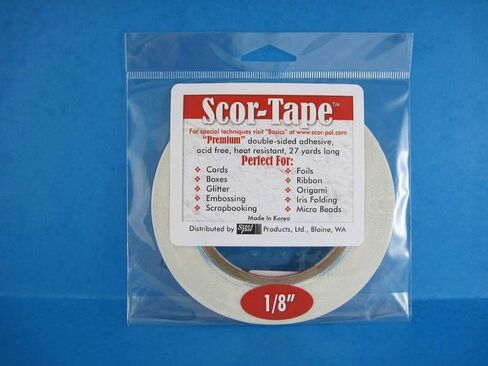 Scor-Tape™
For special techniques visit "Basics" at www.scor-pal.com
"Premium" double-sided adhesive,
acid free, heat resistant, 27 yards long
Perfect For:
Cards
Boxes
Glitter
Embossing
Scrapbooking
Foils
Ribbon
Origami
Iris Folding
Micro Beads
Made In Korea
Distributed by Scor Pal Products, Ltd., Blaine, WA
1/8"